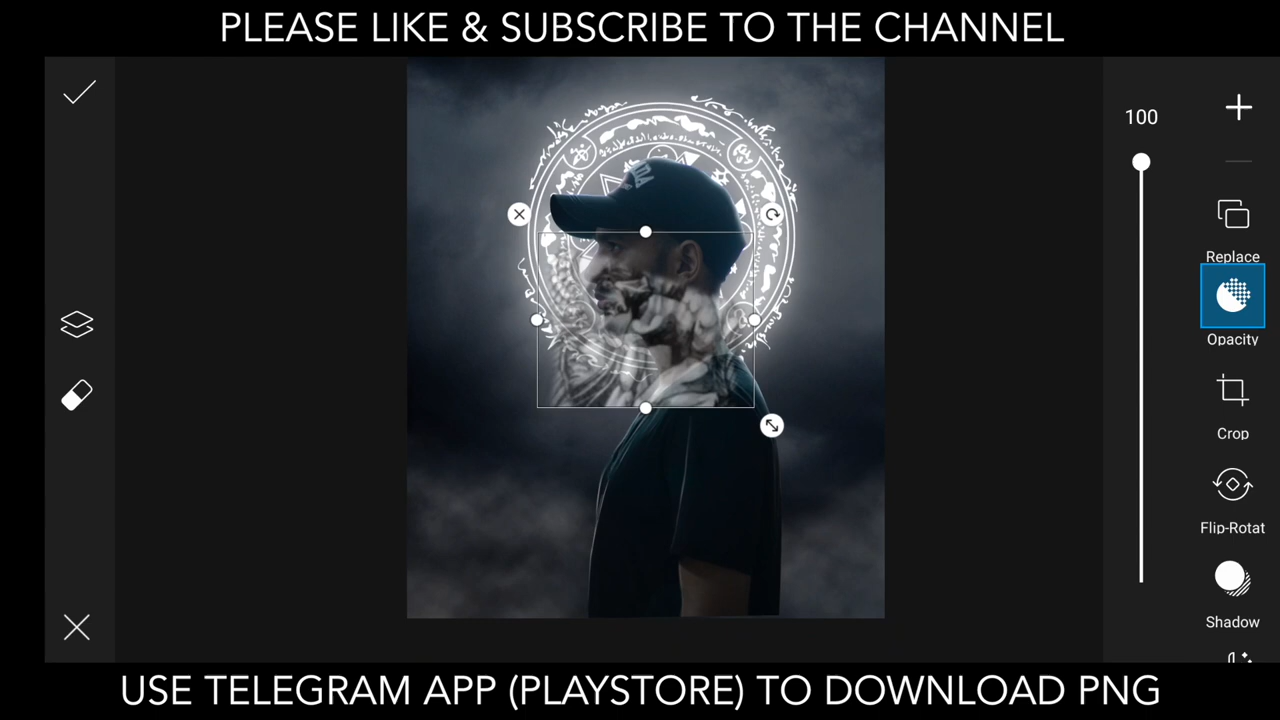 PLEASE LIKE & SUBSCRIBE TO THE CHANNEL
100
Replace
Opacity
Crop
Flip-Rotat
Shadow
USE TELEGRAM APP (PLAYSTORE) TO DOWNLOAD PNG